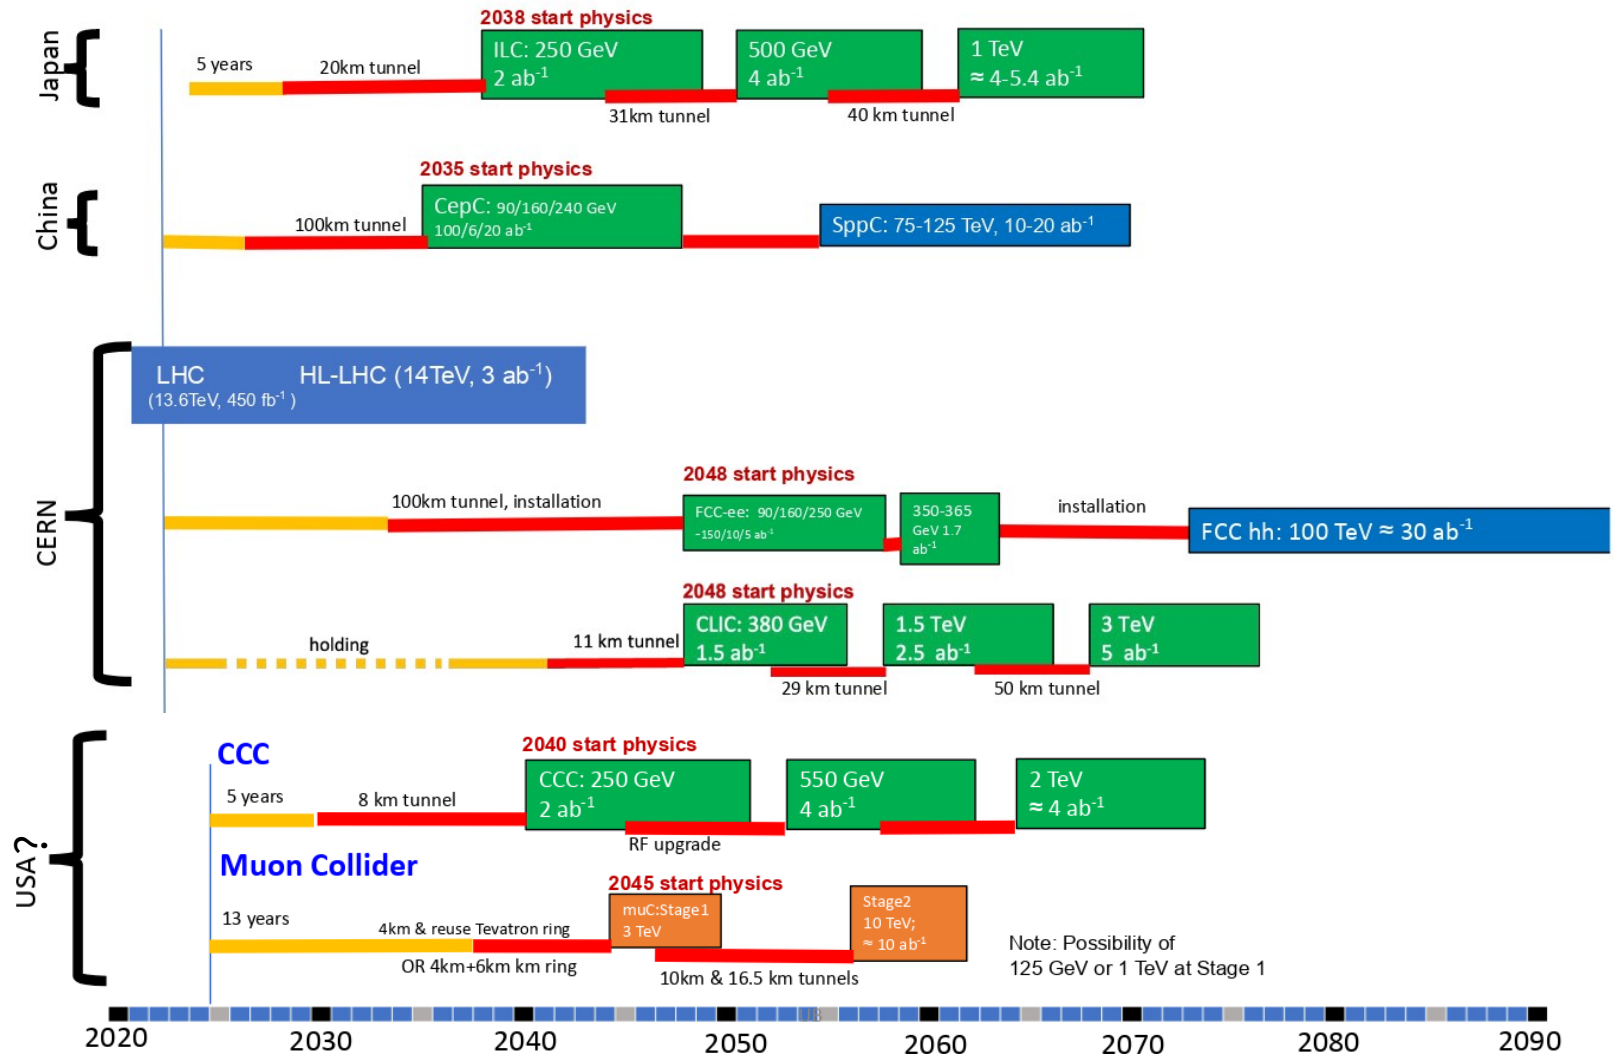 Japan
2038 start physics
5 years
20km tunnel
ILC: 250 GeV
2 ab⁻¹
31km tunnel
500 GeV
4 ab⁻¹
40 km tunnel
1 TeV
≈ 4-5.4 ab⁻¹
China
2035 start physics
100km tunnel
CepC: 90/160/240 GeV
100/6/20 ab⁻¹
SppC: 75-125 TeV, 10-20 ab⁻¹
CERN
LHC
(13.6TeV, 450 fb⁻¹ )
HL-LHC (14TeV, 3 ab⁻¹)
2048 start physics
100km tunnel, installation
FCC-ee: 90/160/250 GeV
~150/10/5 ab⁻¹
350-365
GeV 1.7
ab⁻¹
installation
FCC hh: 100 TeV ≈ 30 ab⁻¹
2048 start physics
holding
11 km tunnel
CLIC: 380 GeV
1.5 ab⁻¹
29 km tunnel
1.5 TeV
2.5 ab⁻¹
50 km tunnel
3 TeV
5 ab⁻¹
USA?
CCC
2040 start physics
5 years
8 km tunnel
CCC: 250 GeV
2 ab⁻¹
RF upgrade
550 GeV
4 ab⁻¹
2 TeV
≈ 4 ab⁻¹
Muon Collider
2045 start physics
13 years
4km & reuse Tevatron ring
OR 4km+6km km ring
muC:Stage1
3 TeV
10km & 16.5 km tunnels
Stage2
10 TeV;
≈ 10 ab⁻¹
Note: Possibility of
125 GeV or 1 TeV at Stage 1
2020
2030
2040
2050
2060
2070
2080
2090